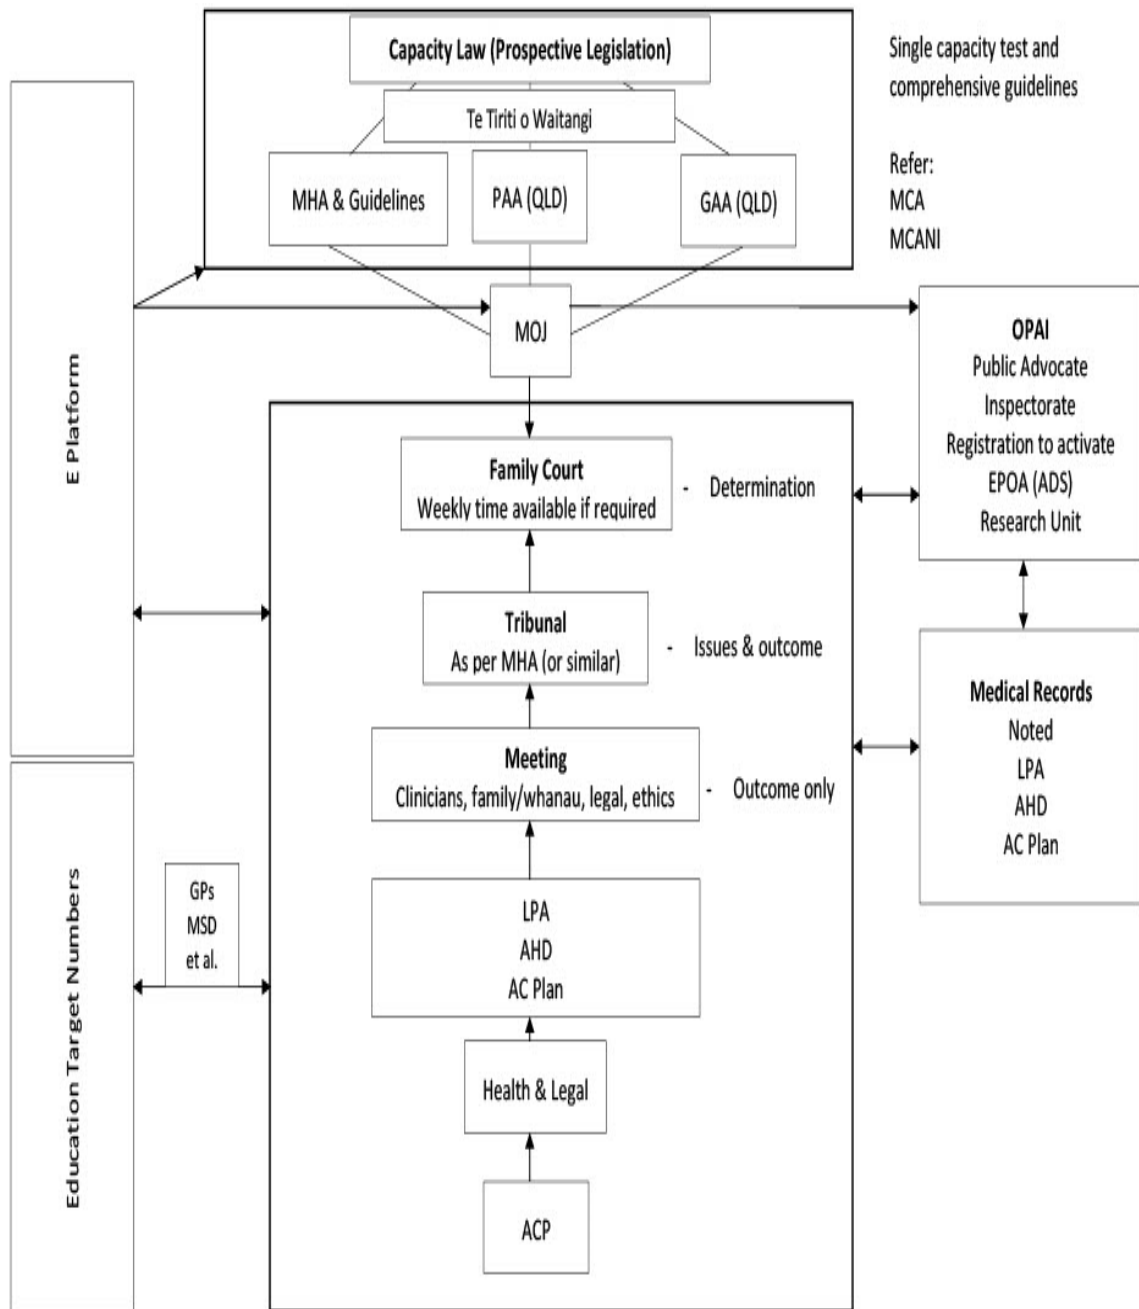 Capacity Law (Prospective Legislation)
Te Tiriti o Waitangi
MHA & Guidelines
PAA (QLD)
GAA (QLD)
Single capacity test and
comprehensive guidelines
Refer:
MCA
MCANI
E Platform
MOJ
OPAI
Public Advocate
Inspectorate
Registration to activate
EPOA (ADS)
Research Unit
Family Court
Weekly time available if required
- Determination
Tribunal
As per MHA (or similar)
- Issues & outcome
Meeting
Clinicians, family/whanau, legal, ethics
- Outcome only
Medical Records
Noted
LPA
AHD
AC Plan
Education Target Numbers
GPs
MSD
et al.
LPA
AHD
AC Plan
Health & Legal
ACP